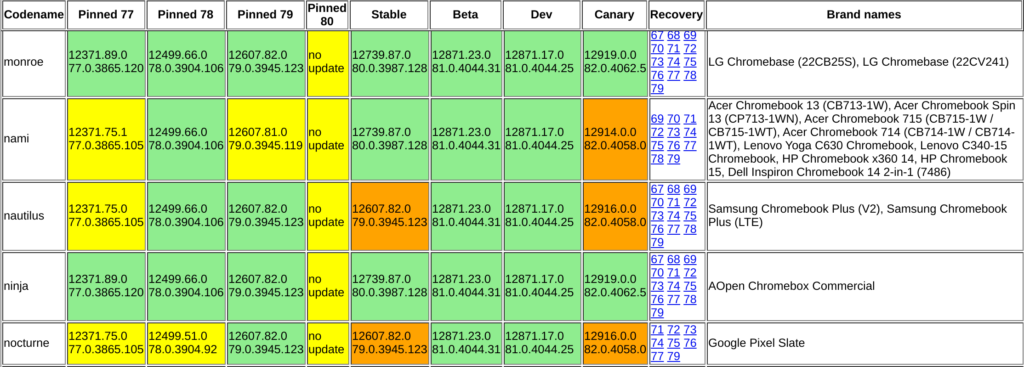 Codename Pinned 77 Pinned 78 Pinned 79 Pinned 80 Stable Beta Dev Canary Recovery Brand names
monroe
12371.89.0
77.0.3865.120
12499.66.0
78.0.3904.106
12607.82.0
79.0.3945.123
no
update
12739.87.0
80.0.3987.128
12871.23.0
81.0.4044.31
12871.17.0
81.0.4044.25
12919.0.0
82.0.4062.5
67 68 69
70 71 72
73 74 75
76 77 78
79
LG Chromebase (22CB25S), LG Chromebase (22CV241)
nami
12371.75.1
77.0.3865.105
12499.66.0
78.0.3904.106
12607.81.0
79.0.3945.119
no
update
12739.87.0
80.0.3987.128
12871.23.0
81.0.4044.31
12871.17.0
81.0.4044.25
12914.0.0
82.0.4058.0
69 70 71
72 73 74
75 76 77
78 79
Acer Chromebook 13 (CB713-1W), Acer Chromebook Spin
13 (CP713-1WN), Acer Chromebook 715 (CB715-1W /
CB715-1WT), Acer Chromebook 714 (CB714-1W / CB714-
1WT), Lenovo Yoga C630 Chromebook, Lenovo C340-15
Chromebook, HP Chromebook x360 14, HP Chromebook
15, Dell Inspiron Chromebook 14 2-in-1 (7486)
nautilus
12371.75.0
77.0.3865.105
12499.66.0
78.0.3904.106
12607.82.0
79.0.3945.123
no
update
12607.82.0
79.0.3945.123
12871.23.0
81.0.4044.31
12871.17.0
81.0.4044.25
12916.0.0
82.0.4058.0
67 68 69
70 71 72
73 74 75
76 77 78
79
Samsung Chromebook Plus (V2), Samsung Chromebook
Plus (LTE)
ninja
12371.89.0
77.0.3865.120
12499.66.0
78.0.3904.106
12607.82.0
79.0.3945.123
no
update
12739.87.0
80.0.3987.128
12871.23.0
81.0.4044.31
12871.17.0
81.0.4044.25
12919.0.0
82.0.4062.5
67 68 69
70 71 72
73 74 75
76 77 78
79
AOpen Chromebox Commercial
nocturne
12371.75.0
77.0.3865.105
12499.51.0
78.0.3904.92
12607.82.0
79.0.3945.123
no
update
12607.82.0
79.0.3945.123
12871.23.0
81.0.4044.31
12871.17.0
81.0.4044.25
12916.0.0
82.0.4058.0
71 72 73
74 75 76
77 79
Google Pixel Slate